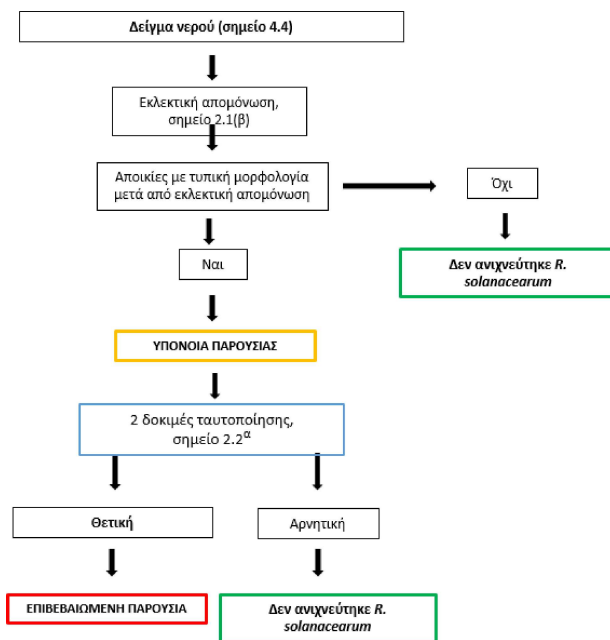 Δείγμα νερού (σημείο 4.4)
Εκλεκτική απομόνωση,
σημείο 2.1(β)
Αποικίες με τυπική μορφολογία
μετά από εκλεκτική απομόνωση
Όχι
Ναι
Δεν ανιχνεύτηκε R.
solanacearum
ΥΠΟΝΟΙΑ ΠΑΡΟΥΣΙΑΣ
2 δοκιμές ταυτοποίησης,
σημείο 2.2α
Θετική
Αρνητική
ΕΠΙΒΕΒΑΙΩΜΕΝΗ ΠΑΡΟΥΣΙΑ
Δεν ανιχνεύτηκε R.
solanacearum